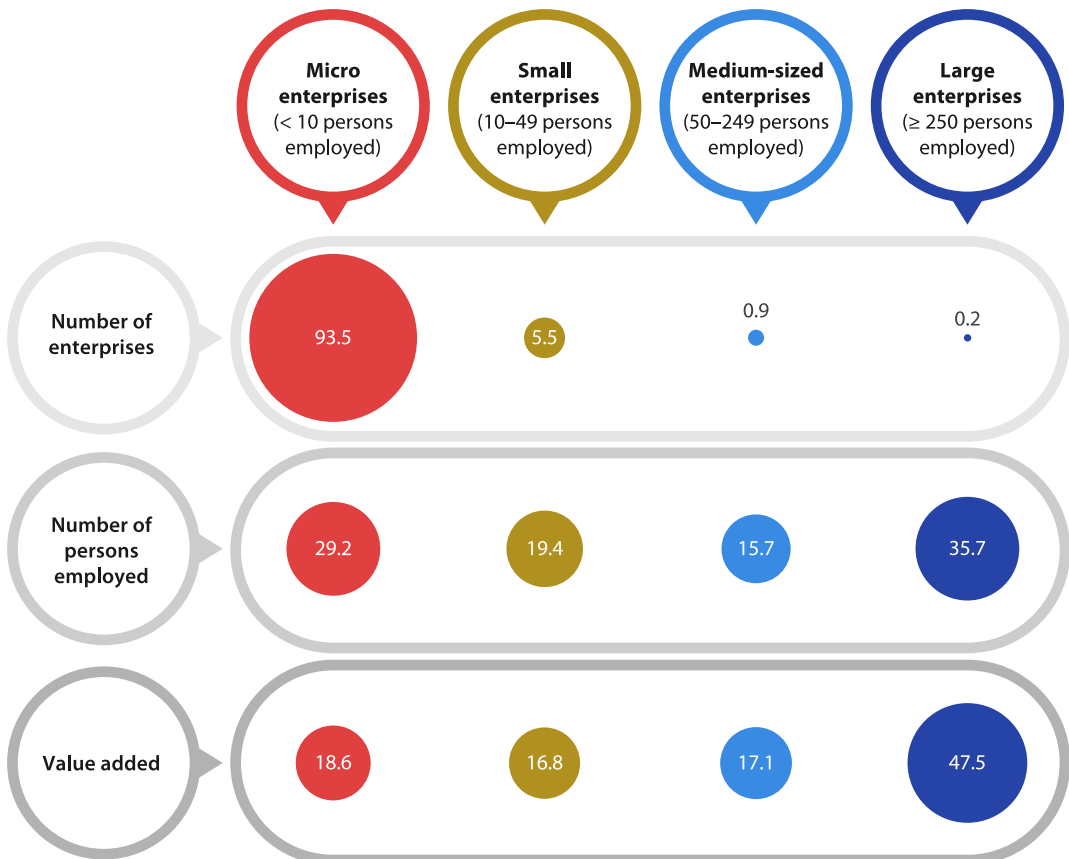 Micro
enterprises
(< 10 persons
employed)
Small
enterprises
(10–49 persons
employed)
Medium-sized
enterprises
(50–249 persons
employed)
Large
enterprises
(≥ 250 persons
employed)
Number of
enterprises
93.5
5.5
0.9
0.2
Number of
persons
employed
29.2
19.4
15.7
35.7
Value added
18.6
16.8
17.1
47.5